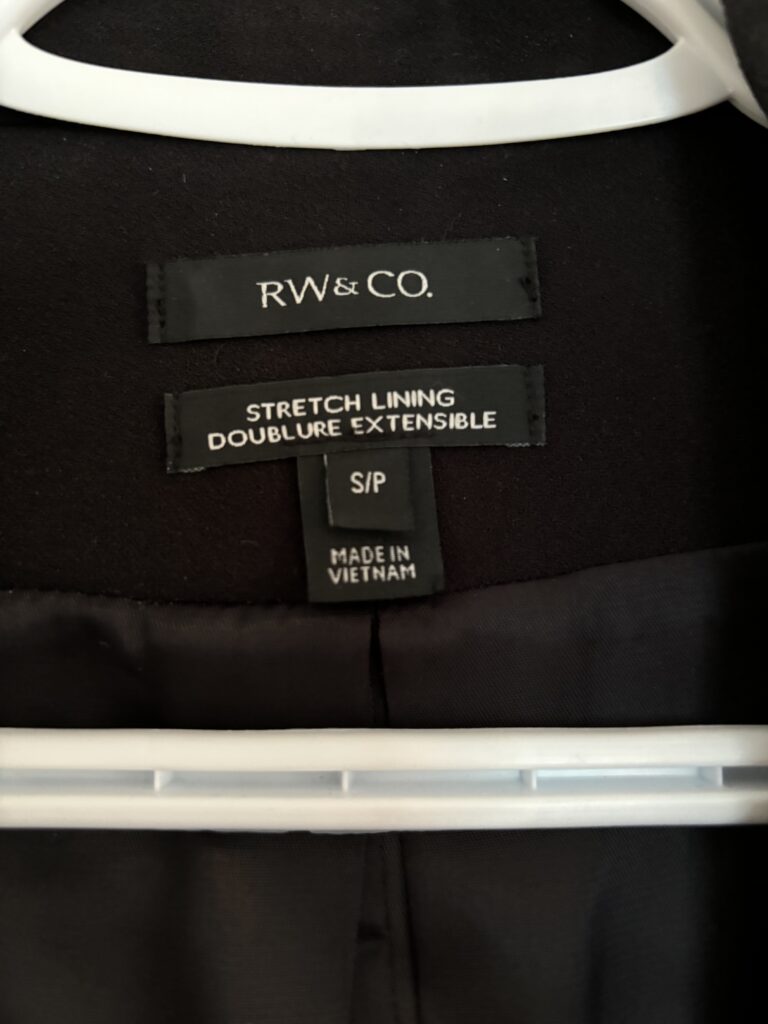 RW& CO.
STRETCH LINING
DOUBLURE EXTENSIBLE
S/P
MADE IN
VIETNAM